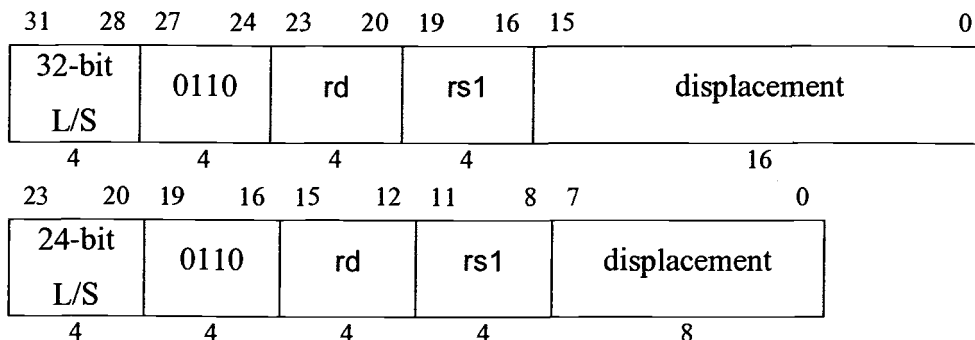 31 28 27 24 23 20 19 16 15 0
32-bit L/S 0110 rd rs1 displacement
4 4 4 4 16
23 20 19 16 15 12 11 8 7 0
24-bit L/S 0110 rd rs1 displacement
4 4 4 4 8